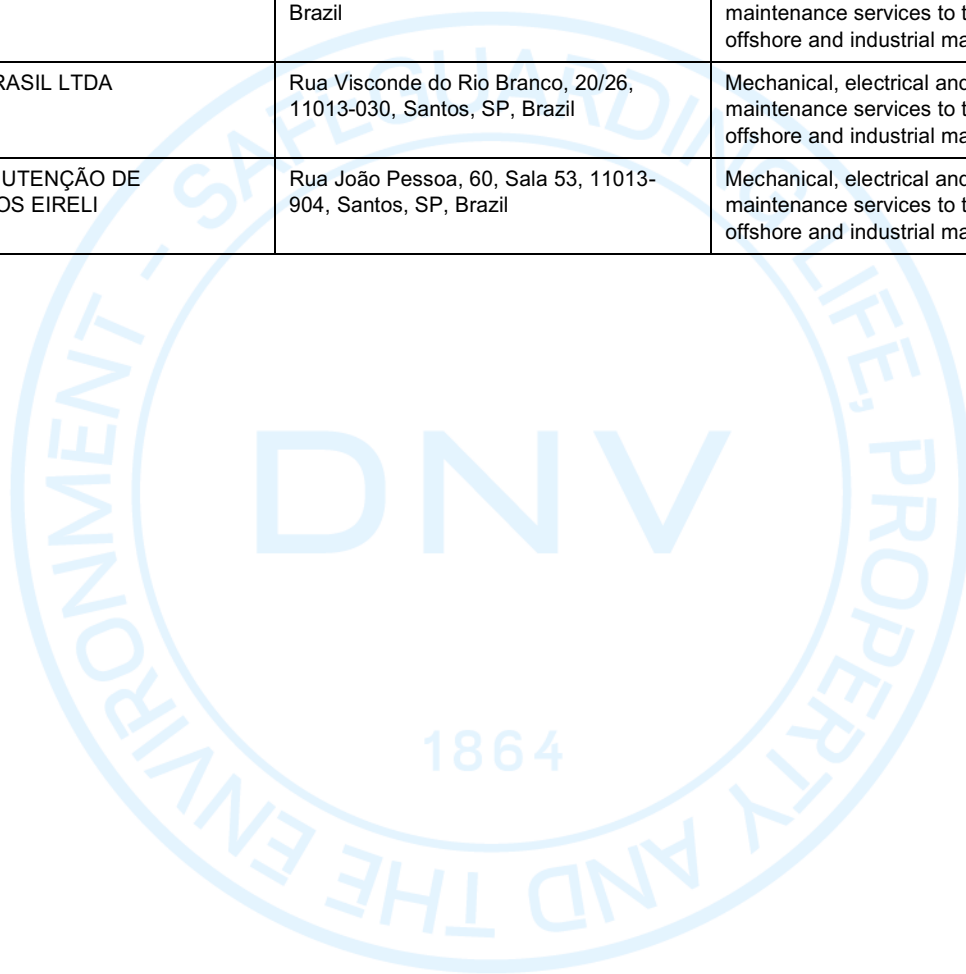 Brazil
maintenance services to t
offshore and industrial ma
RASIL LTDA
Rua Visconde do Rio Branco, 20/26,
11013-030, Santos, SP, Brazil
Mechanical, electrical and
maintenance services to t
offshore and industrial ma
UTENÇÃO DE
OS EIRELI
Rua João Pessoa, 60, Sala 53, 11013-
904, Santos, SP, Brazil
Mechanical, electrical and
maintenance services to t
offshore and industrial ma
SAFEGUARDING LIFE, PROPERTY AND THE ENVIRONMENT -
DNV
1864